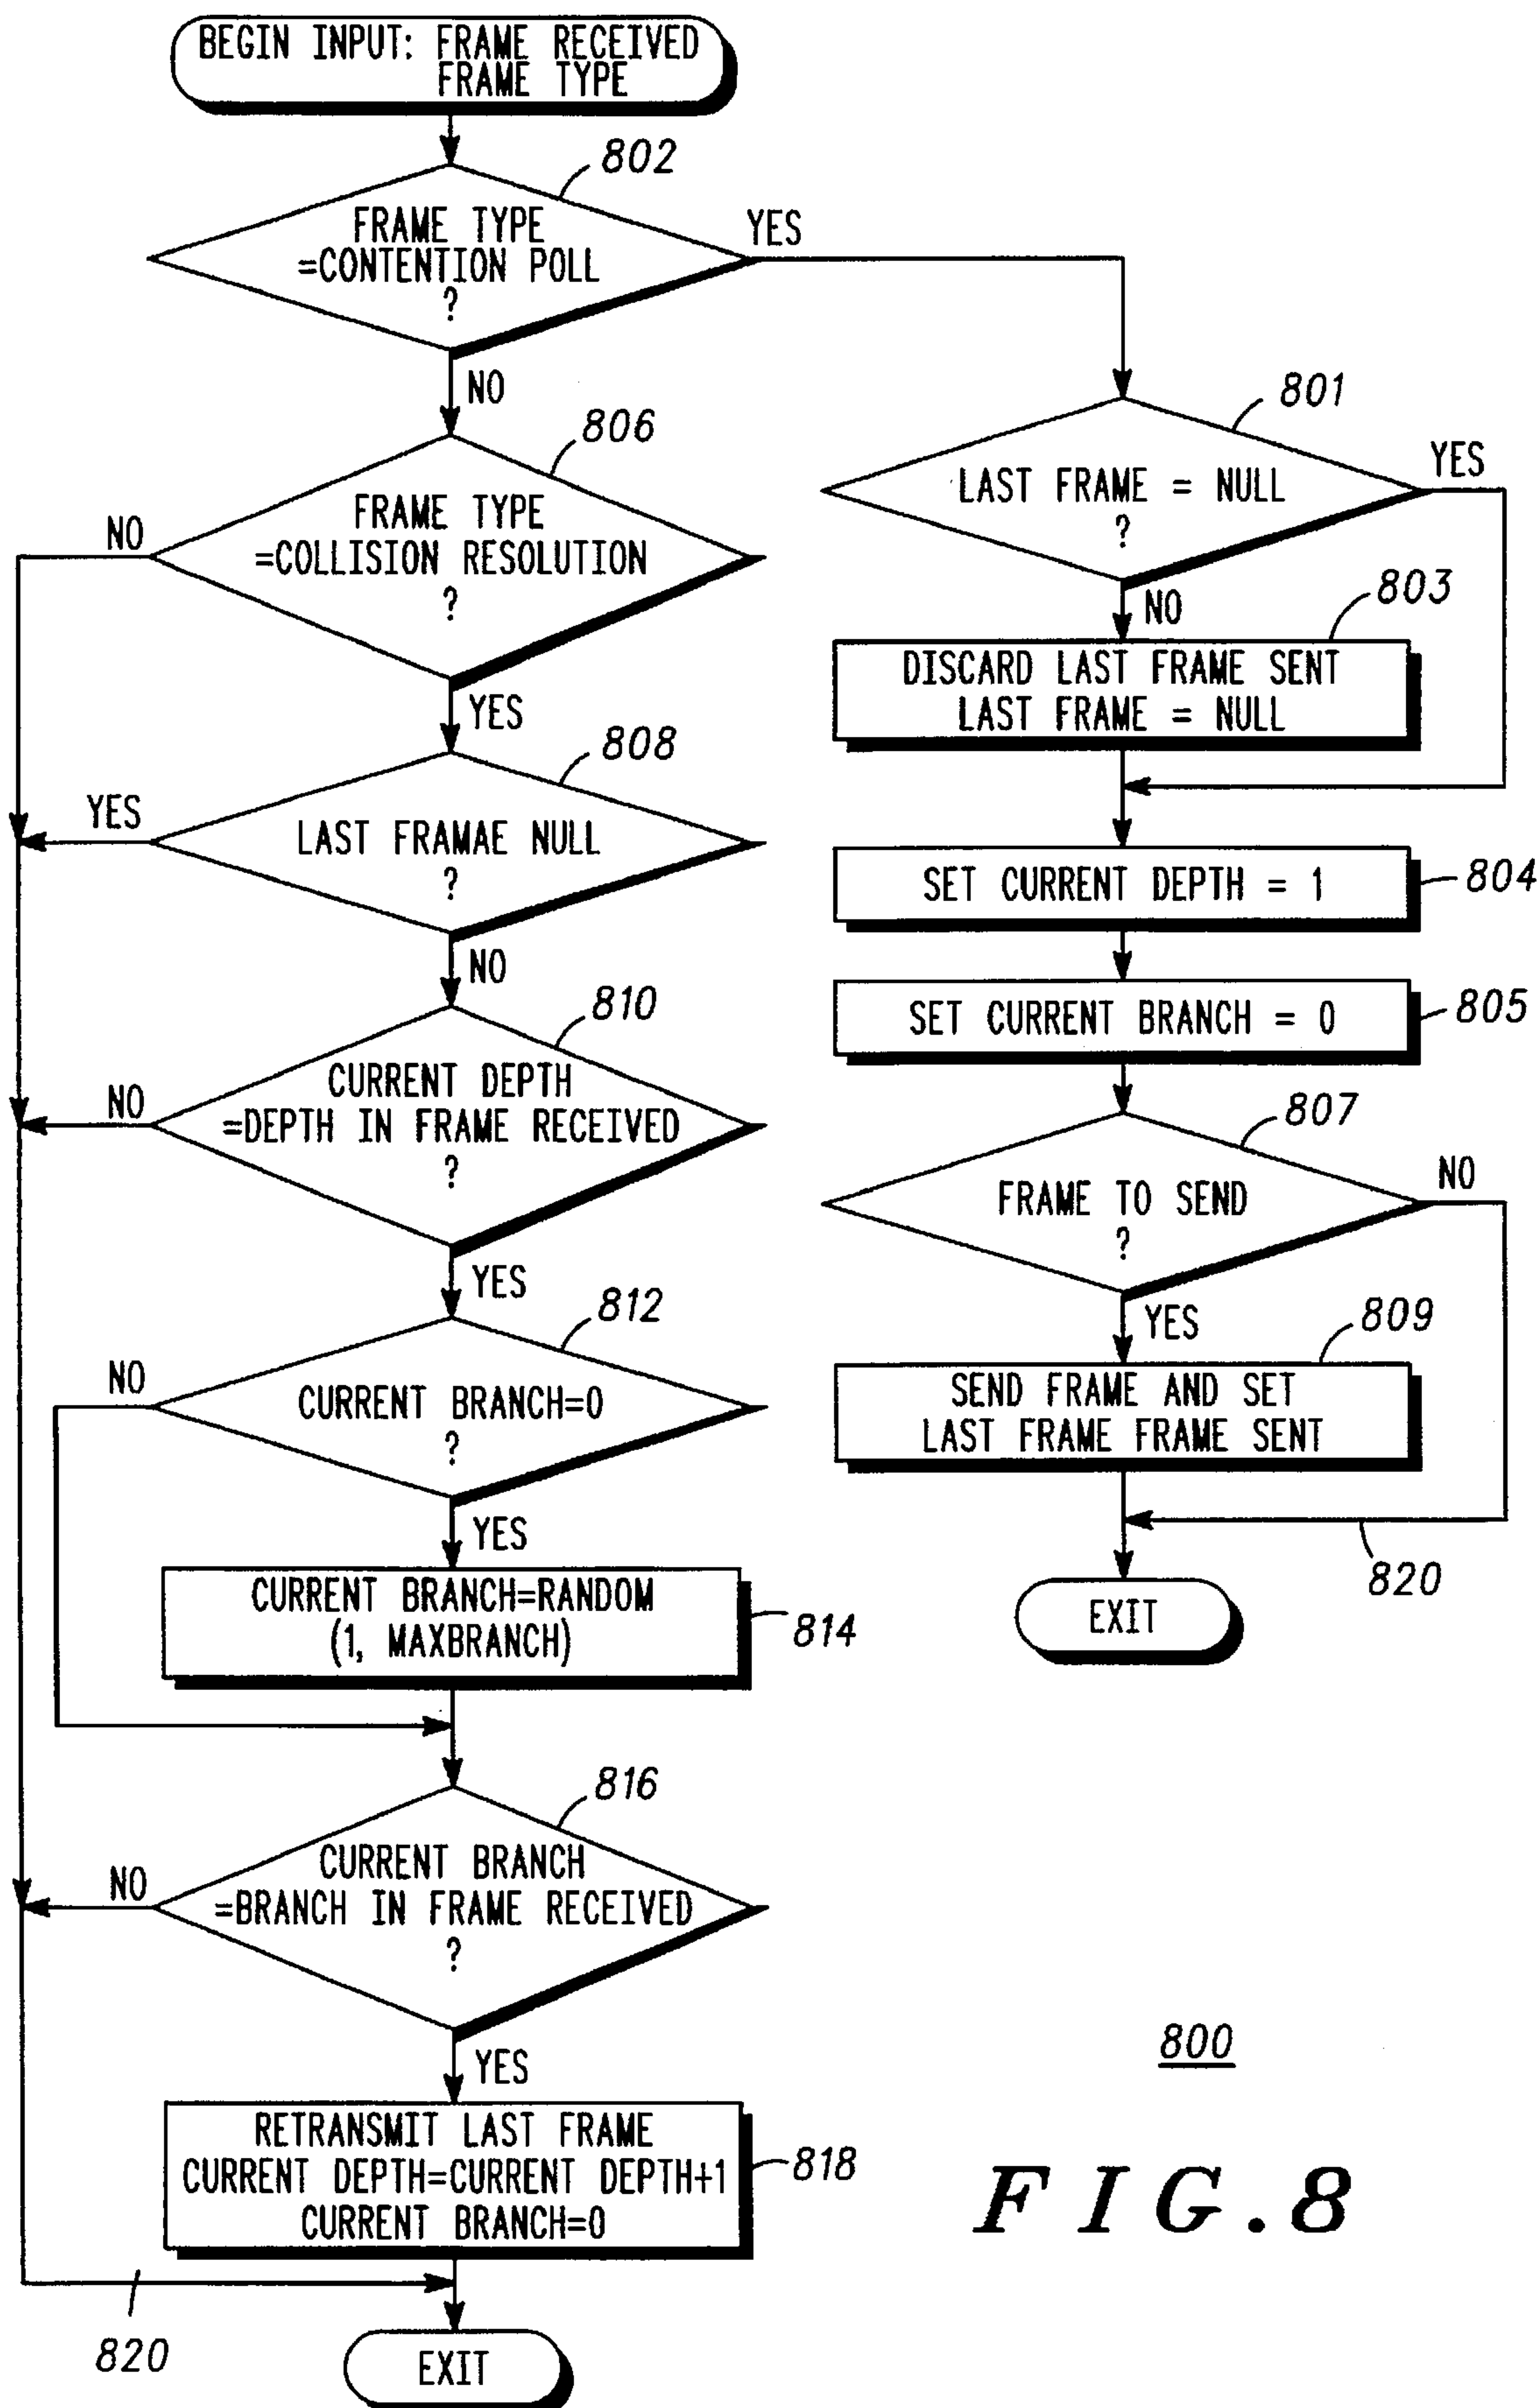 BEGIN INPUT: FRAME RECEIVED
FRAME TYPE
802
FRAME TYPE
=CONTENTION POLL
?
YES
NO
806
FRAME TYPE
=COLLISION RESOLUTION
?
NO
YES
808
LAST FRAMAE NULL
?
YES
NO
810
CURRENT DEPTH
=DEPTH IN FRAME RECEIVED
?
NO
YES
812
CURRENT BRANCH=0
?
NO
YES
CURRENT BRANCH=RANDOM
(1, MAXBRANCH)
814
816
CURRENT BRANCH
=BRANCH IN FRAME RECEIVED
?
NO
YES
RETRANSMIT LAST FRAME
CURRENT DEPTH=CURRENT DEPTH+1
CURRENT BRANCH=0
818
820
EXIT
801
LAST FRAME = NULL
?
YES
NO
803
DISCARD LAST FRAME SENT
LAST FRAME = NULL
SET CURRENT DEPTH = 1
804
SET CURRENT BRANCH = 0
805
807
FRAME TO SEND
?
NO
YES
809
SEND FRAME AND SET
LAST FRAME FRAME SENT
820
EXIT
800
FIG.8